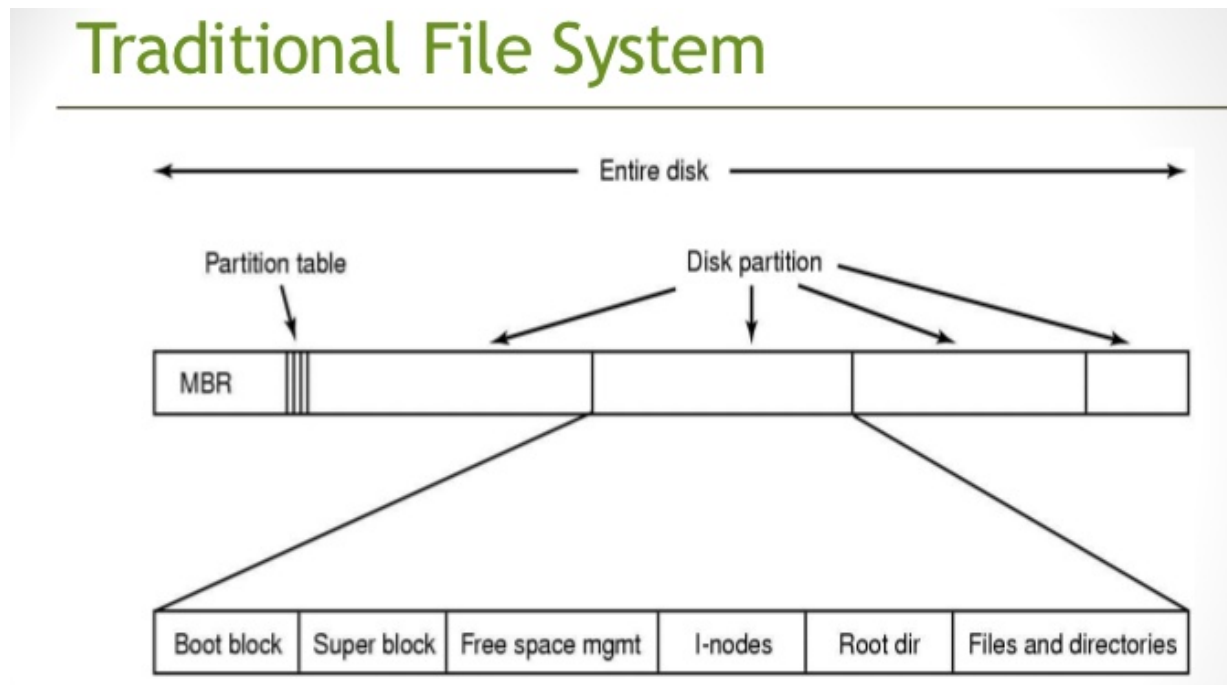 Traditional File System
Entire disk
Partition table
Disk partition
MBR
Boot block
Super block
Free space mgmt
I-nodes
Root dir
Files and directories